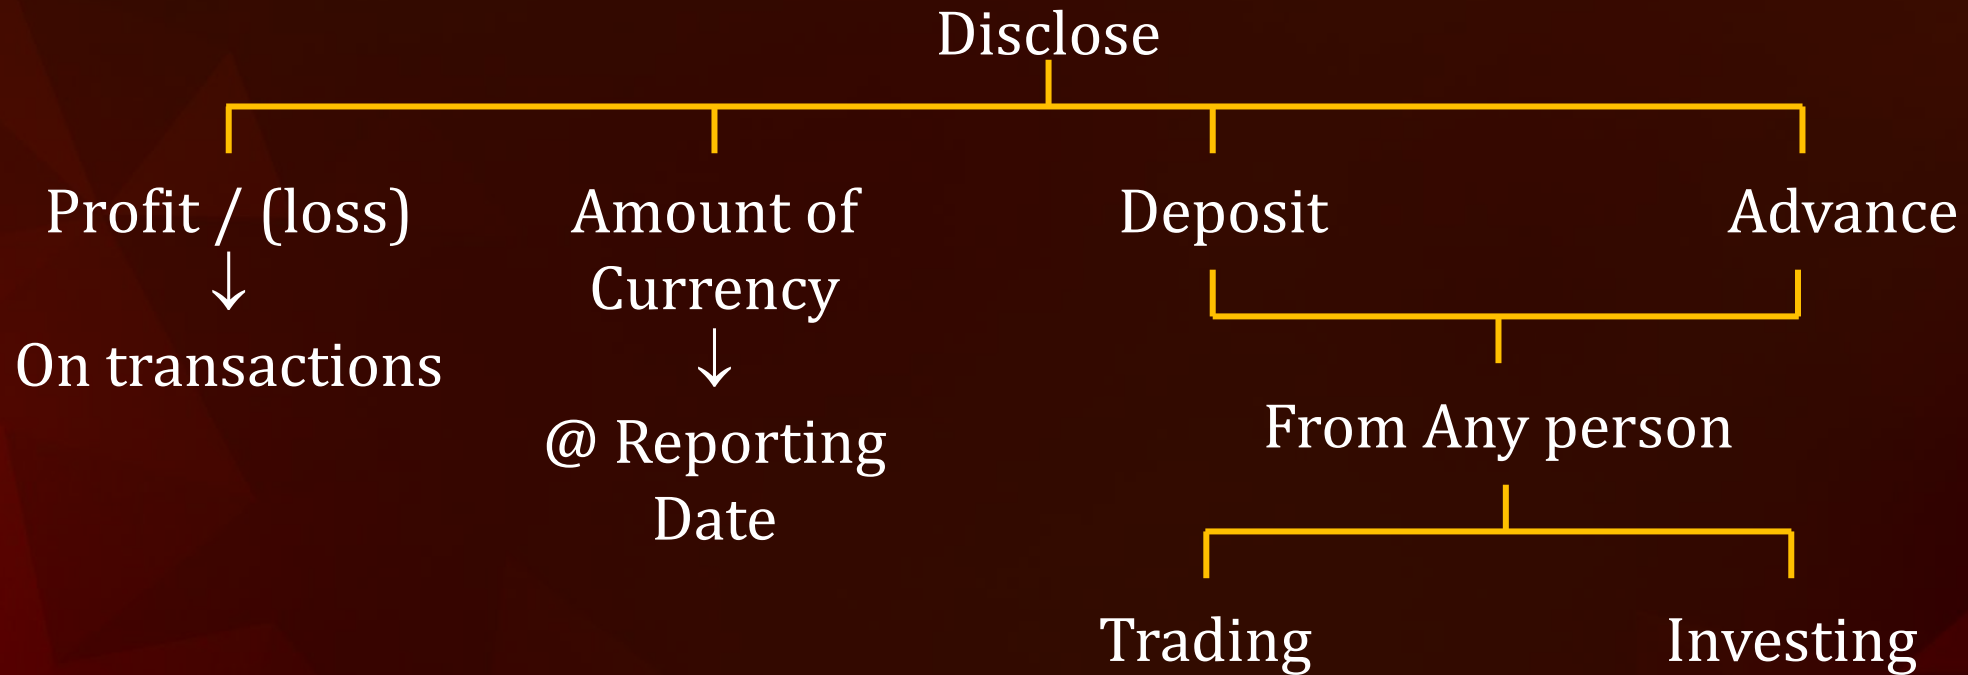 Disclose
Profit / (loss)
↓
On transactions
Amount of
Currency
↓
@ Reporting
Date
Deposit
Advance
From Any person
Trading
Investing